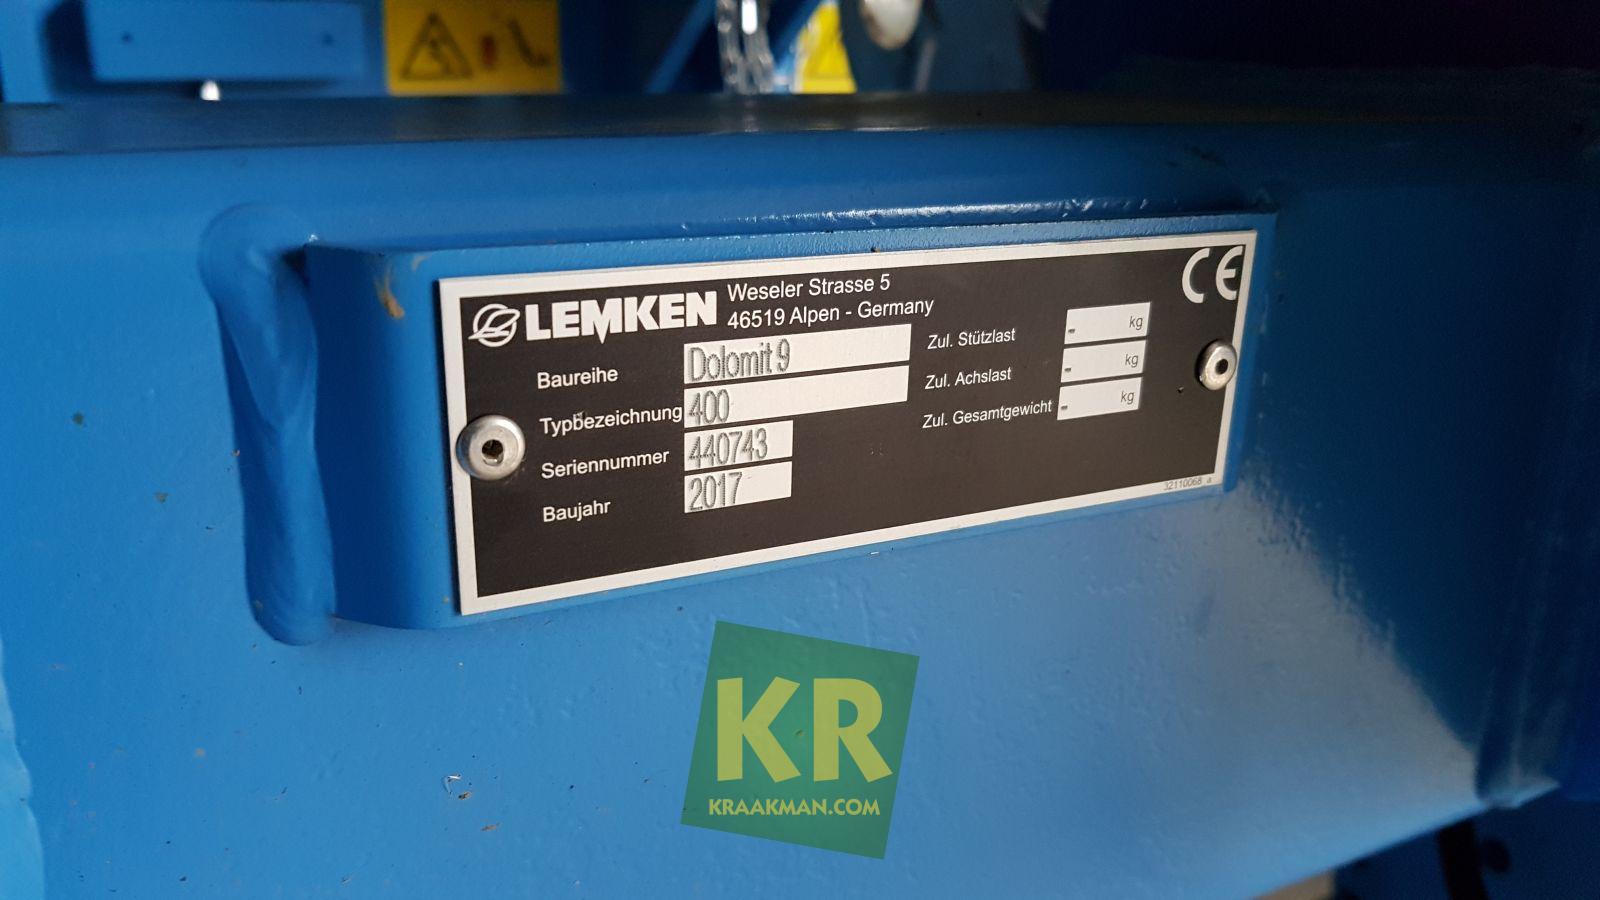 LEMKEN
Weseler Strasse 5
46519 Alpen - Germany
CE
Baureihe Dolomit 9
Typbezeichnung 400
Seriennummer 440743
Baujahr 2017
Zul. Stützlast - kg
Zul. Achslast - kg
Zul. Gesamtgewicht - kg
32110068 a
KR
KRAAKMAN.COM